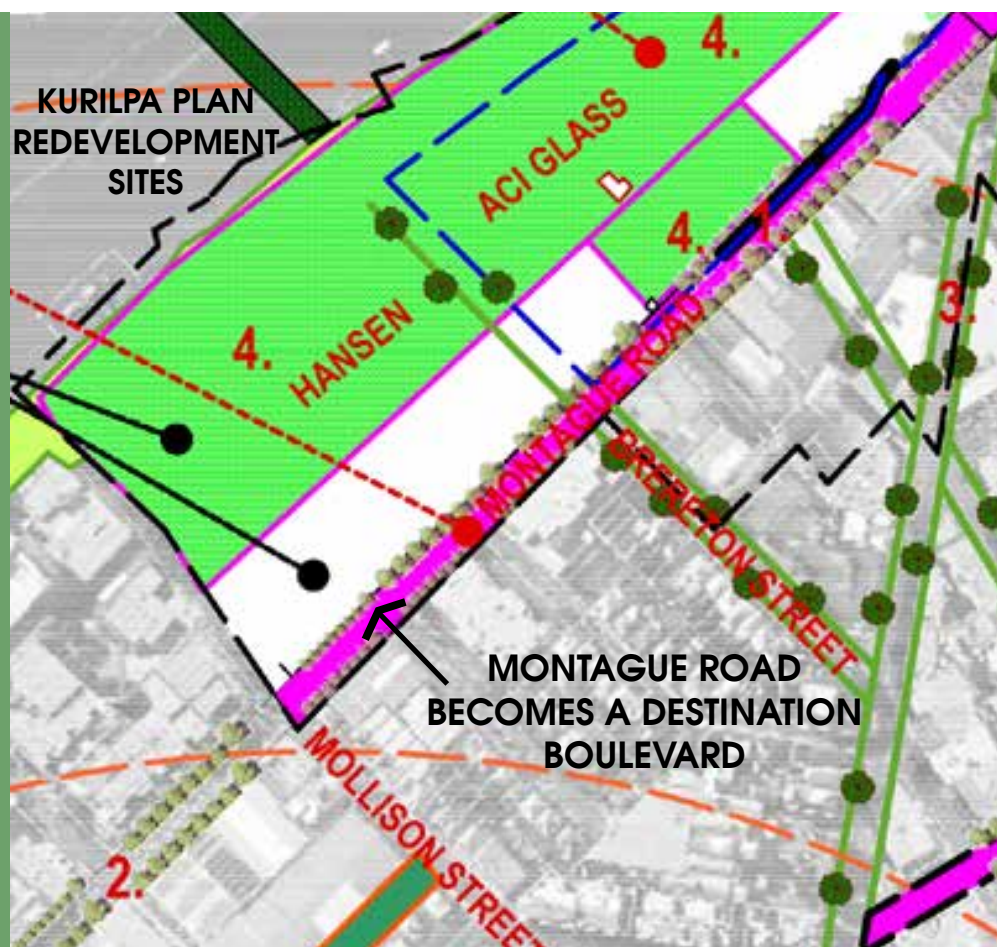 KURILPA PLAN
REDEVELOPMENT
SITES
4.
ACI GLASS
4.
1.
3.
4.
HANSEN
MONTAGUE ROAD
BRERETON STREET
MONTAGUE ROAD
BECOMES A DESTINATION
BOULEVARD
MOLLISON STREET
2.